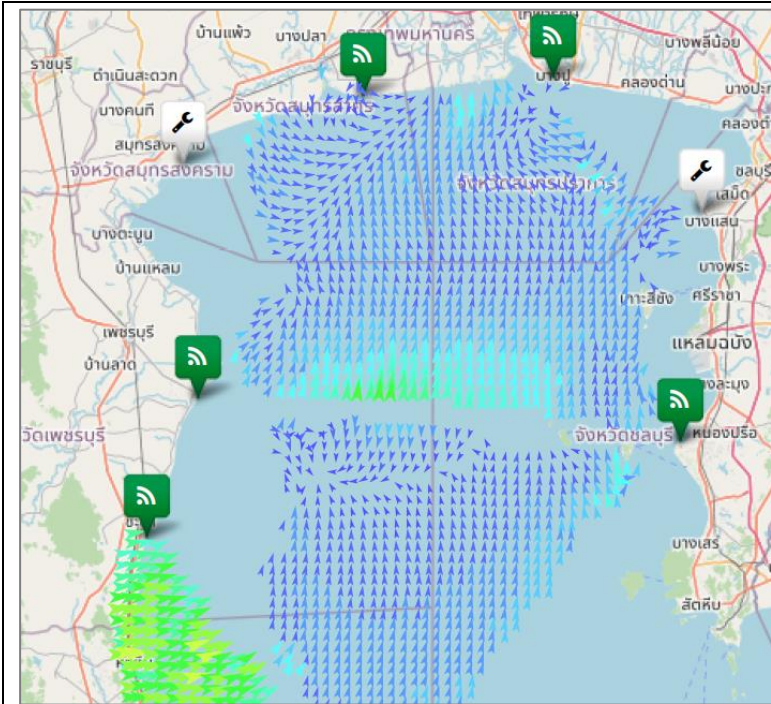 บ้านแพ้ว
บางปลา
กรุงเทพมหานคร
บางพลีน้อย
ราชบุรี
ดำเนินสะดวก
บางปู
คลองด่าน
บางคนที
จังหวัดสมุทรสาคร
จังหวัดสมุทรสงคราม
จังหวัดสมุทรปราการ
ชลบุรี
เสม็ด
บางแสน
บางตะบูน
บ้านแหลม
บางพระ
เกาะสีชัง
ศรีราชา
เพชรบุรี
แหลมฉบัง
บ้านลาด
บางละมุง
วัดเพชรบุรี
จังหวัดชลบุรี
หนองปรือ
บางเสร่
สัตหีบ